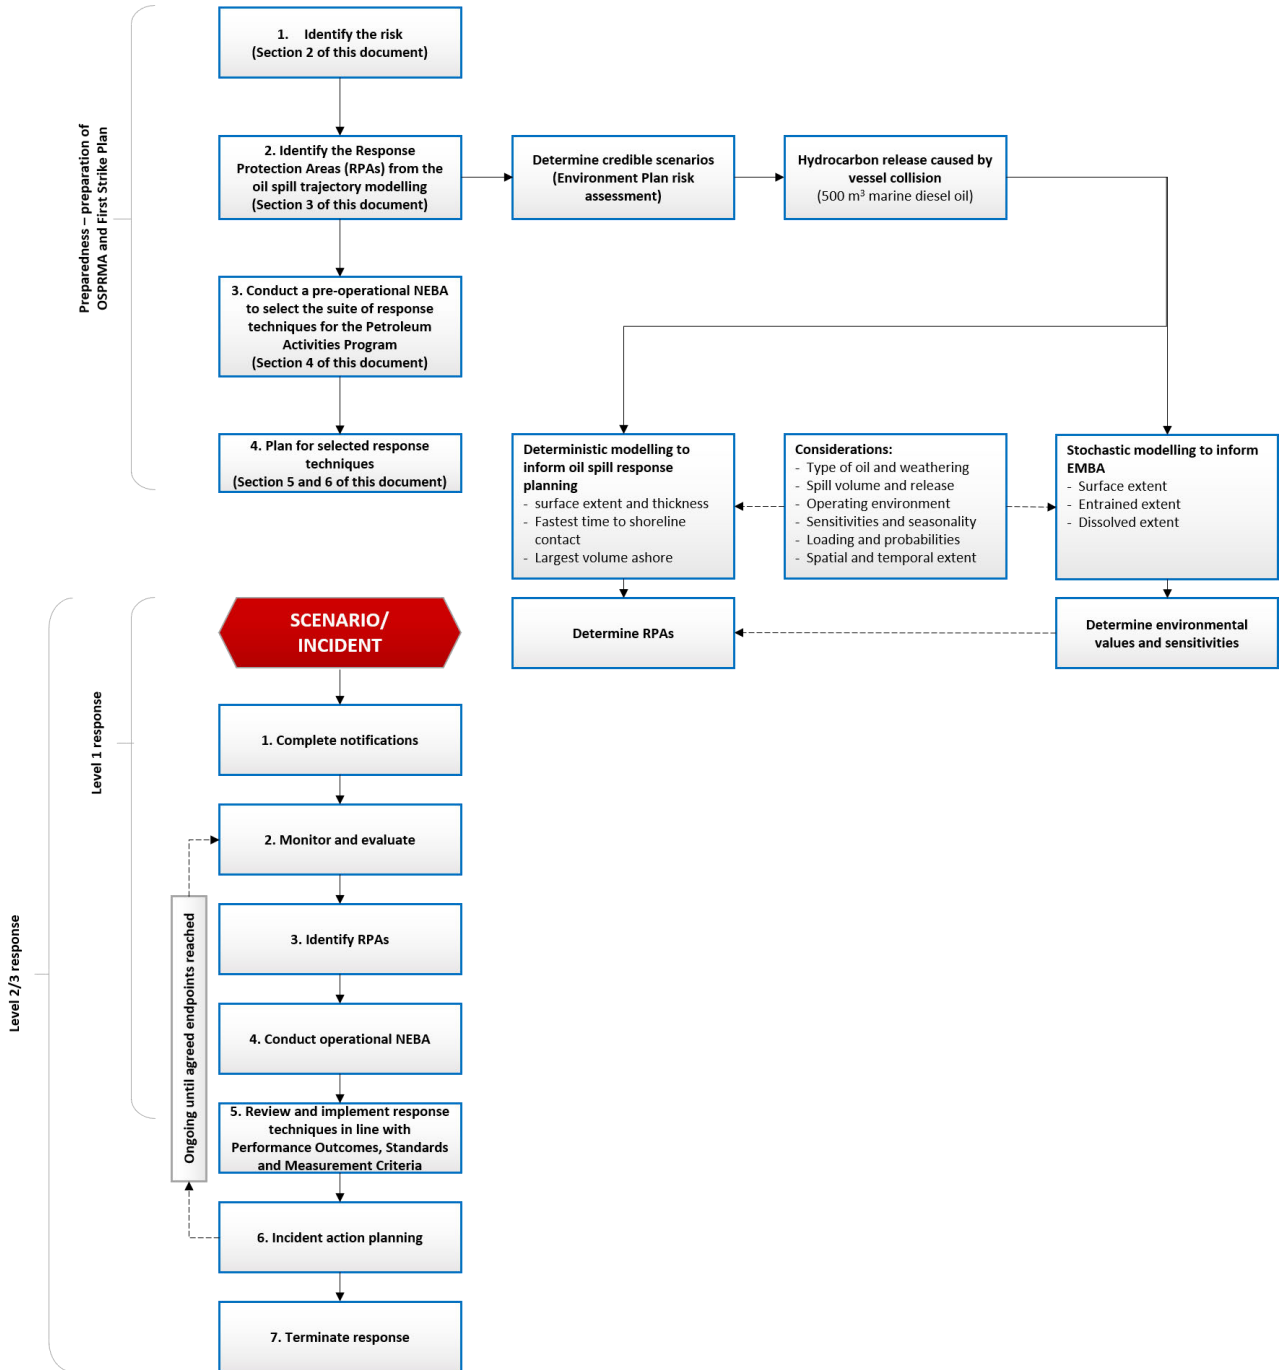 Preparedness – preparation of
OSPRMA and First Strike Plan
1. Identify the risk
(Section 2 of this document)
2. Identify the Response
Protection Areas (RPAs) from the
oil spill trajectory modelling
(Section 3 of this document)
Determine credible scenarios
(Environment Plan risk
assessment)
Hydrocarbon release caused by
vessel collision
(500 m³ marine diesel oil)
3. Conduct a pre-operational NEBA
to select the suite of response
techniques for the Petroleum
Activities Program
(Section 4 of this document)
4. Plan for selected response
techniques
(Section 5 and 6 of this document)
Deterministic modelling to
inform oil spill response
planning
- surface extent and thickness
- Fastest time to shoreline
contact
- Largest volume ashore
Considerations:
- Type of oil and weathering
- Spill volume and release
- Operating environment
- Sensitivities and seasonality
- Loading and probabilities
- Spatial and temporal extent
Stochastic modelling to inform
EMBA
- Surface extent
- Entrained extent
- Dissolved extent
Determine RPAs
Determine environmental
values and sensitivities
Level 2/3 response
Level 1 response
SCENARIO/
INCIDENT
1. Complete notifications
2. Monitor and evaluate
3. Identify RPAs
4. Conduct operational NEBA
Ongoing until agreed endpoints reached
5. Review and implement response
techniques in line with
Performance Outcomes, Standards
and Measurement Criteria
6. Incident action planning
7. Terminate response